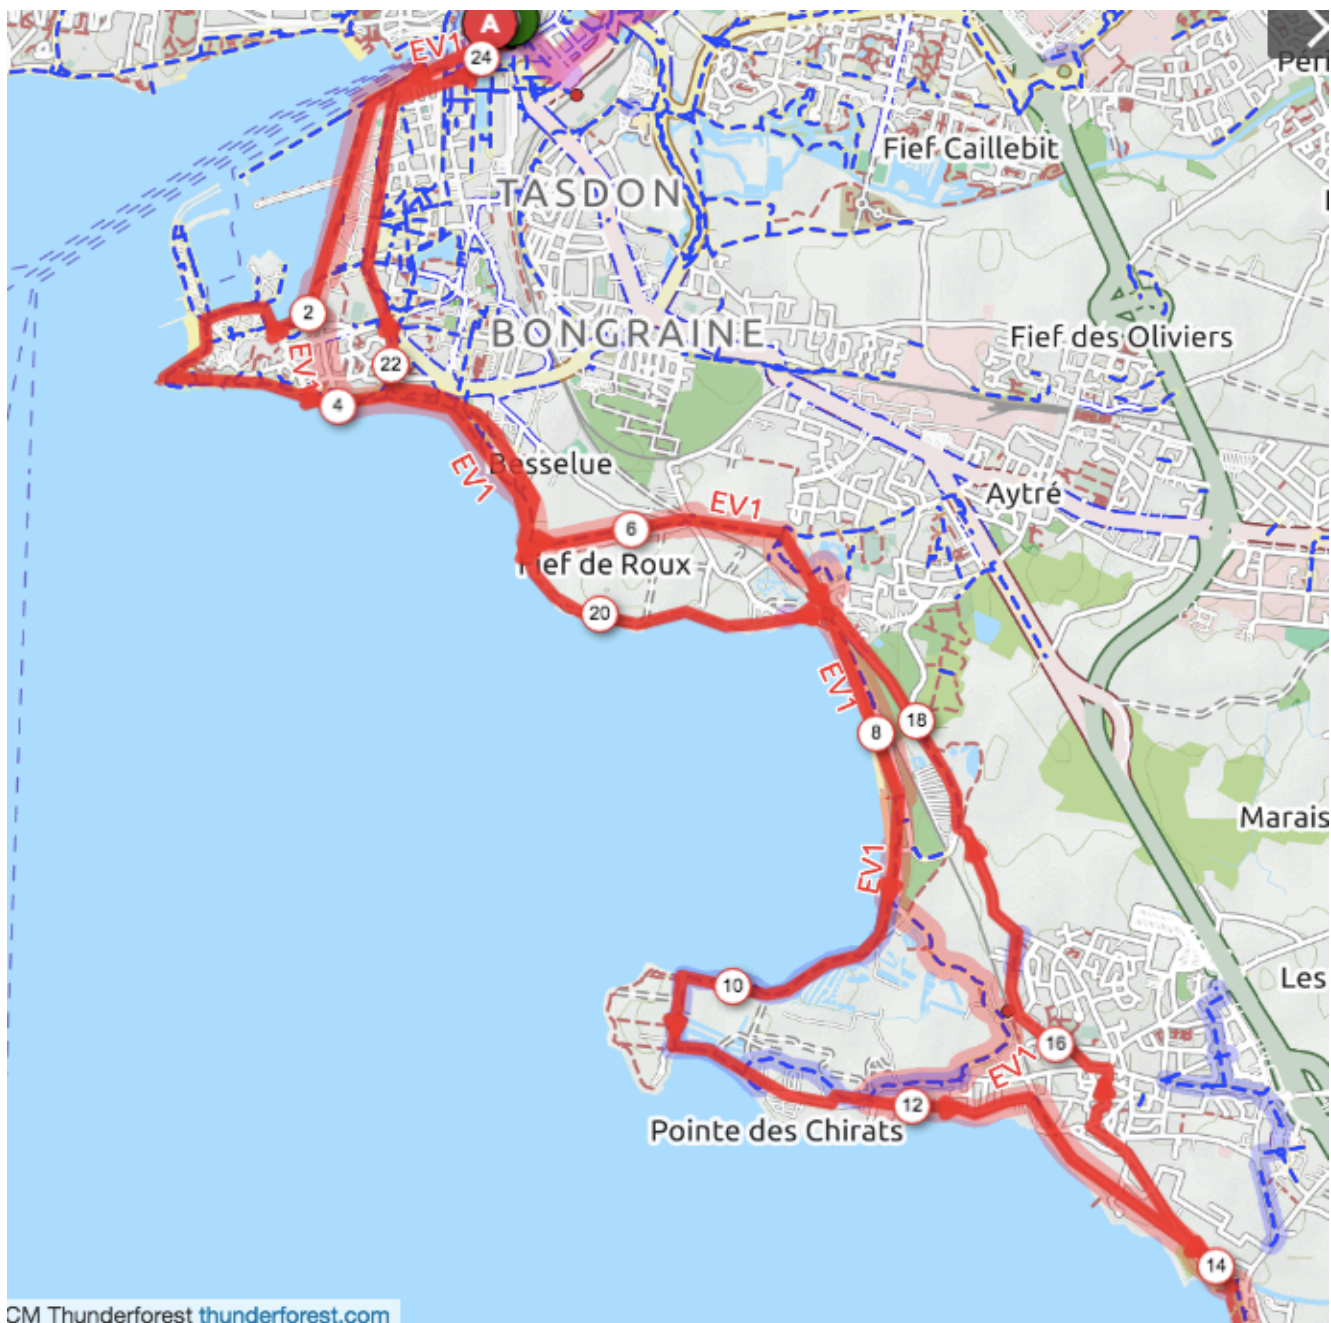 A
24
EV1
Péri
Fief Caillebit
TASDON
2
BONGRAINE
Fief des Oliviers
EV1
22
4
Besselue
EV1
Aytré
EV1
6
Fief de Roux
20
EV1
18
8
Marais
EV1
Les
10
16
EV1
12
Pointe des Chirats
14
CM Thunderforest thunderforest.com